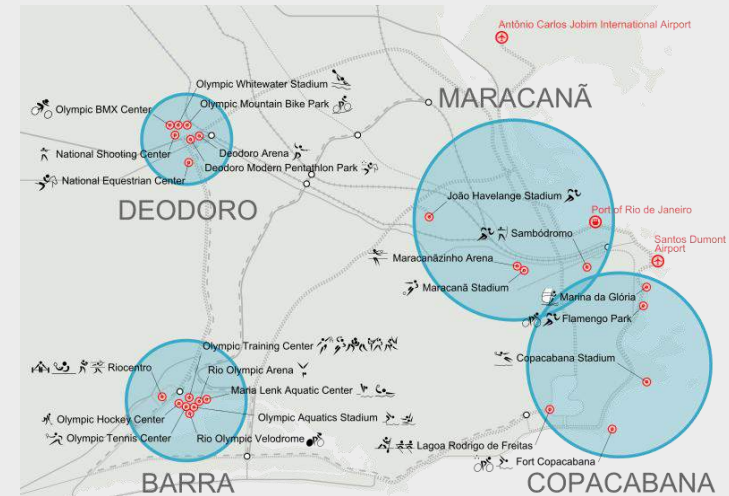 Antônio Carlos Jobim International Airport
MARACANÃ
Olympic Whitewater Stadium
Olympic BMX Center
Olympic Mountain Bike Park
National Shooting Center
Deodoro Arena
Deodoro Modern Pentathlon Park
National Equestrian Center
DEODORO
João Havelange Stadium
Port of Rio de Janeiro
Sambódromo
Santos Dumont
Airport
Maracanãzinho Arena
Maracanã Stadium
Marina da Glória
Flamengo Park
Olympic Training Center
Copacabana Stadium
Riocentro
Rio Olympic Arena
Maria Lenk Aquatic Center
Olympic Hockey Center
Olympic Aquatics Stadium
Olympic Tennis Center
Rio Olympic Velodrome
Lagoa Rodrigo de Freitas
Fort Copacabana
BARRA
COPACABANA